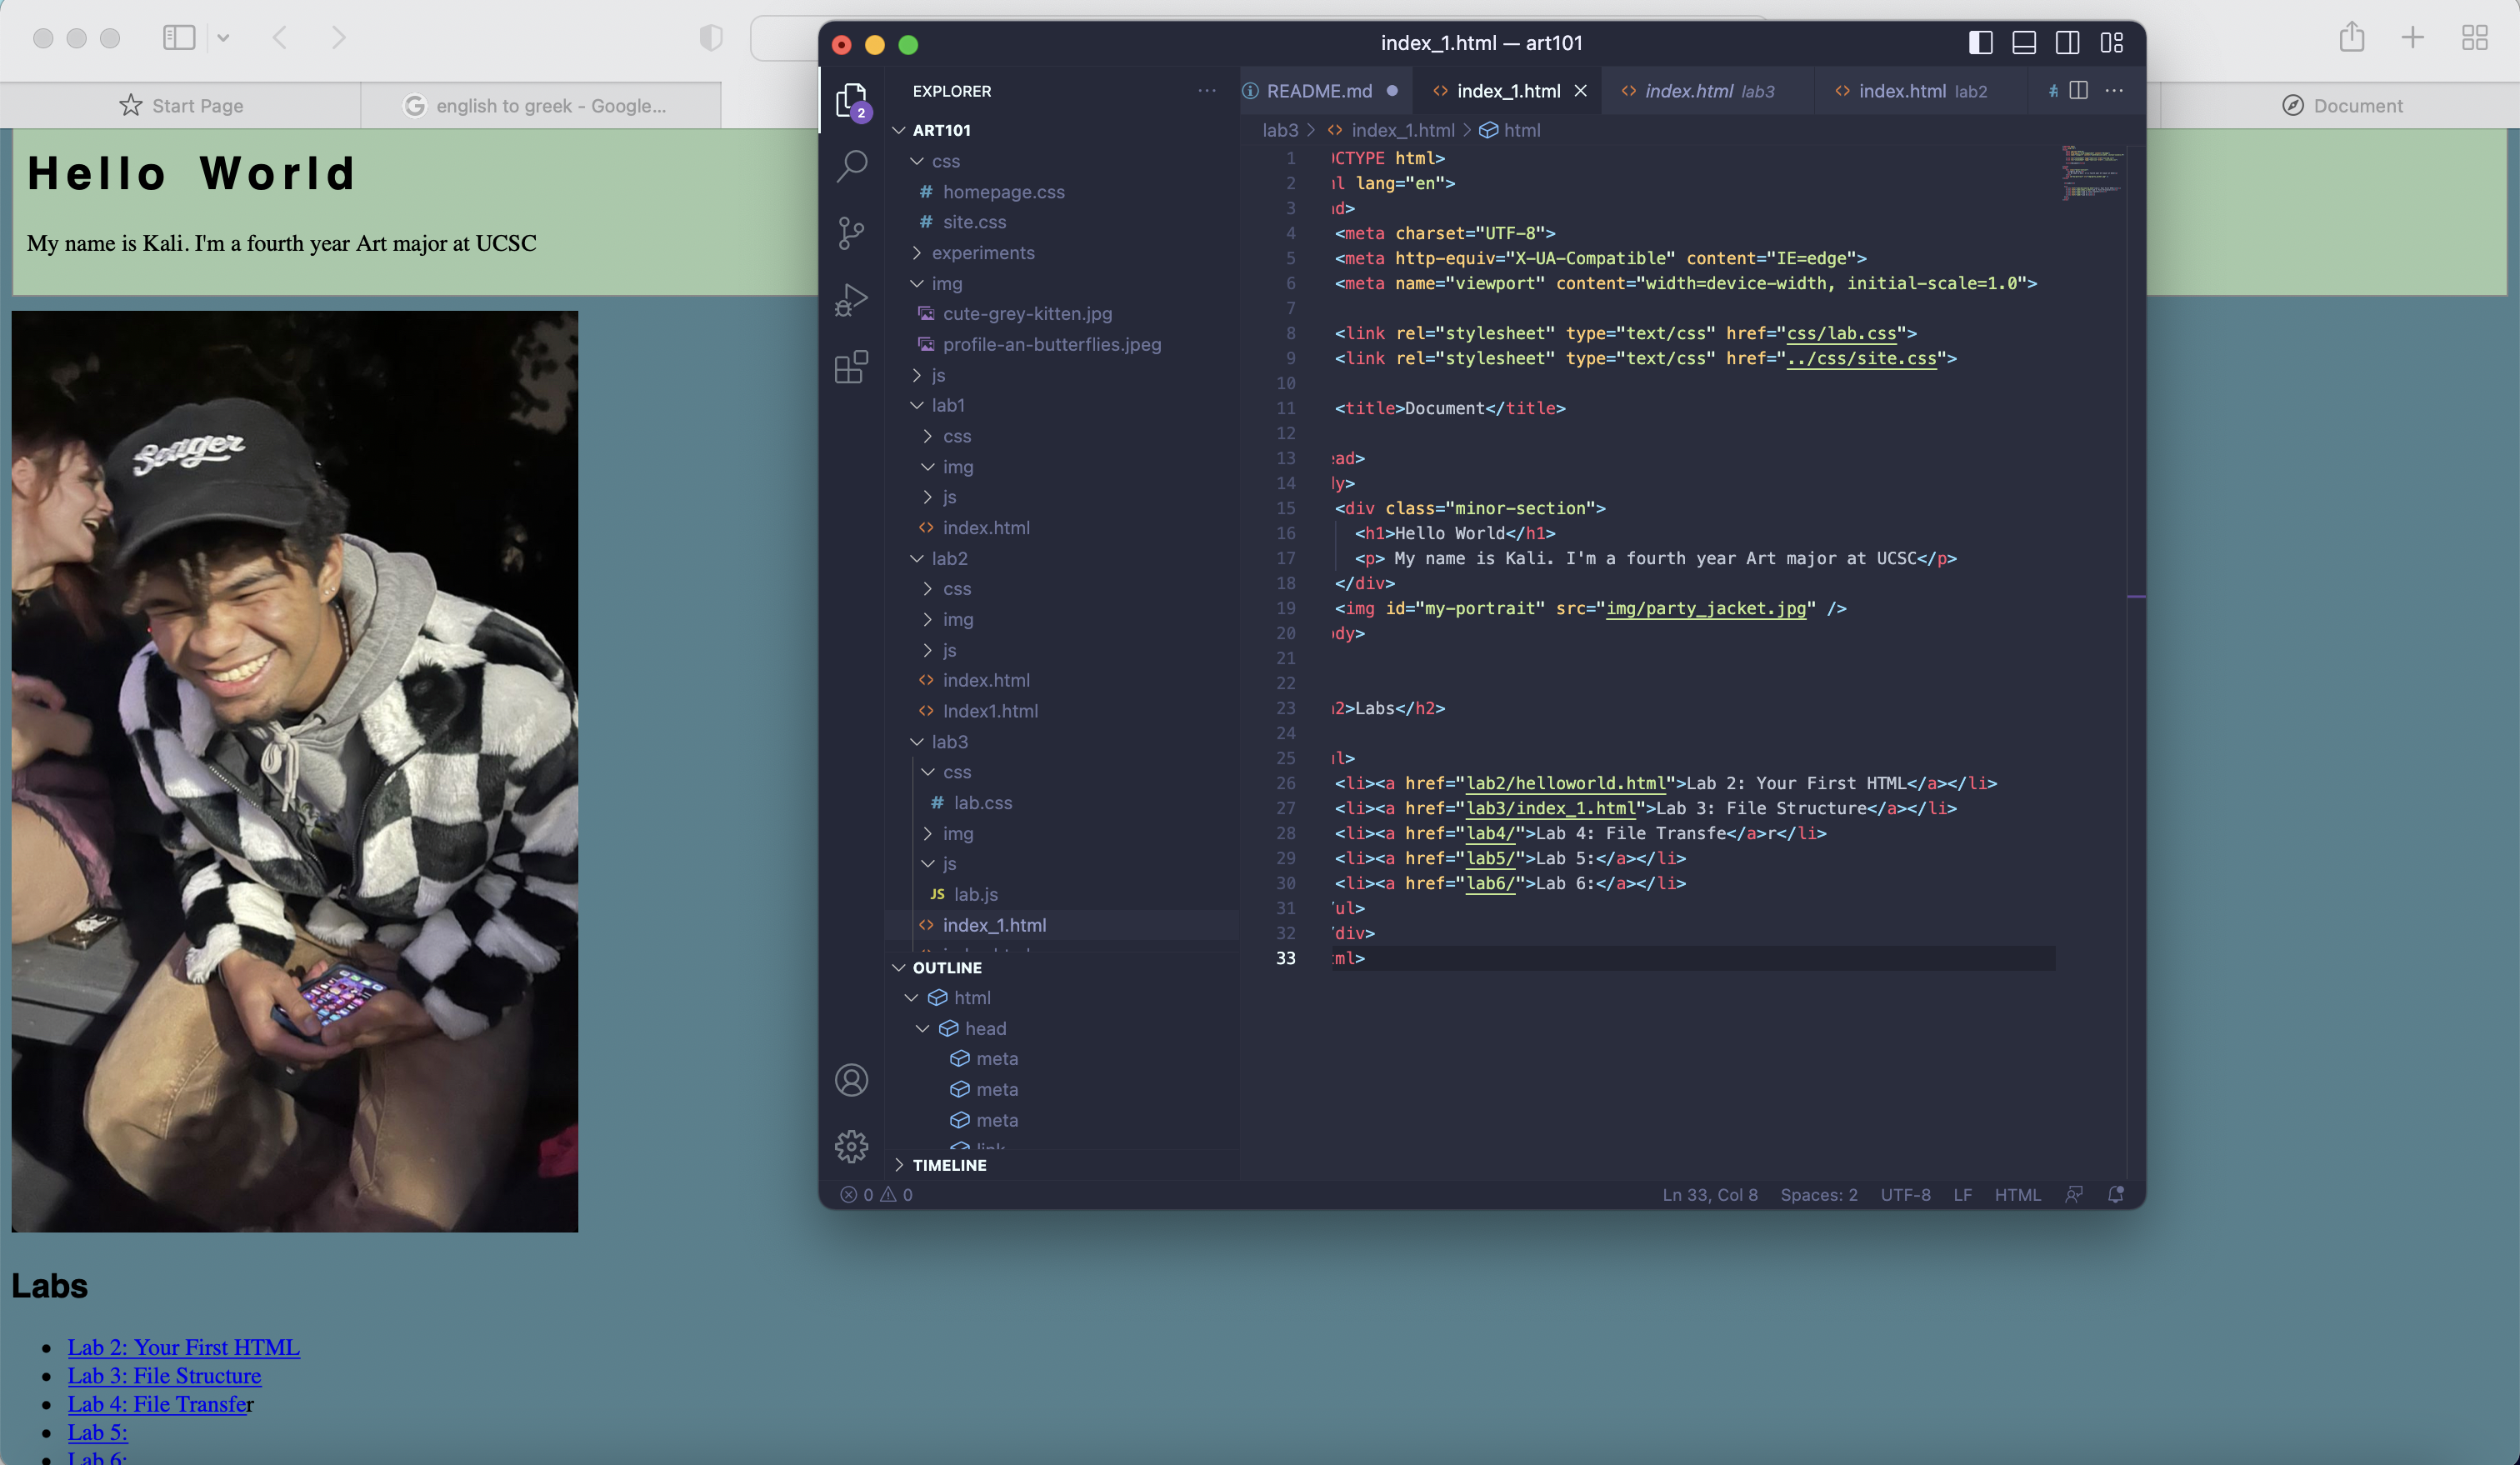 Start Page
english to greek - Google...
Document
Hello World
My name is Kali. I'm a fourth year Art major at UCSC
Seager
Labs
Lab 2: Your First HTML
Lab 3: File Structure
Lab 4: File Transfer
Lab 5:
Lab 6:
index_1.html — art101
2
EXPLORER
ART101
css
# homepage.css
# site.css
experiments
img
cute-grey-kitten.jpg
profile-an-butterflies.jpeg
js
lab1
css
img
js
index.html
lab2
css
img
js
index.html
Index1.html
lab3
css
# lab.css
img
js
JS lab.js
index_1.html
OUTLINE
html
head
meta
meta
meta
link
TIMELINE
README.md
index_1.html
index.html lab3
index.html lab2
#
lab3 > index_1.html > html
1 OCTYPE html>
2 ml lang="en">
3 ad>
4 <meta charset="UTF-8">
5 <meta http-equiv="X-UA-Compatible" content="IE=edge">
6 <meta name="viewport" content="width=device-width, initial-scale=1.0">
7
8 <link rel="stylesheet" type="text/css" href="css/lab.css">
9 <link rel="stylesheet" type="text/css" href="../css/site.css">
10
11 <title>Document</title>
12
13 ead>
14 dy>
15 <div class="minor-section">
16 <h1>Hello World</h1>
17 <p> My name is Kali. I'm a fourth year Art major at UCSC</p>
18 </div>
19 <img id="my-portrait" src="img/party_jacket.jpg" />
20 ody>
21
22
23 h2>Labs</h2>
24
25 ul>
26 <li><a href="lab2/helloworld.html">Lab 2: Your First HTML</a></li>
27 <li><a href="lab3/index_1.html">Lab 3: File Structure</a></li>
28 <li><a href="lab4/">Lab 4: File Transfe</a>r</li>
29 <li><a href="lab5/">Lab 5:</a></li>
30 <li><a href="lab6/">Lab 6:</a></li>
31 /ul>
32 /div>
33 tml>
0 0
Ln 33, Col 8 Spaces: 2 UTF-8 LF HTML